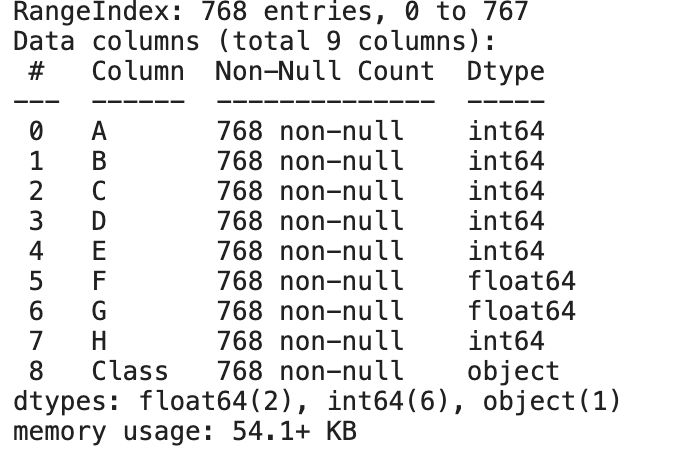 RangeIndex: 768 entries, 0 to 767
Data columns (total 9 columns):
 #   Column  Non-Null Count  Dtype
---  ------  --------------  -----
 0   A       768 non-null    int64
 1   B       768 non-null    int64
 2   C       768 non-null    int64
 3   D       768 non-null    int64
 4   E       768 non-null    int64
 5   F       768 non-null    float64
 6   G       768 non-null    float64
 7   H       768 non-null    int64
 8   Class   768 non-null    object
dtypes: float64(2), int64(6), object(1)
memory usage: 54.1+ KB